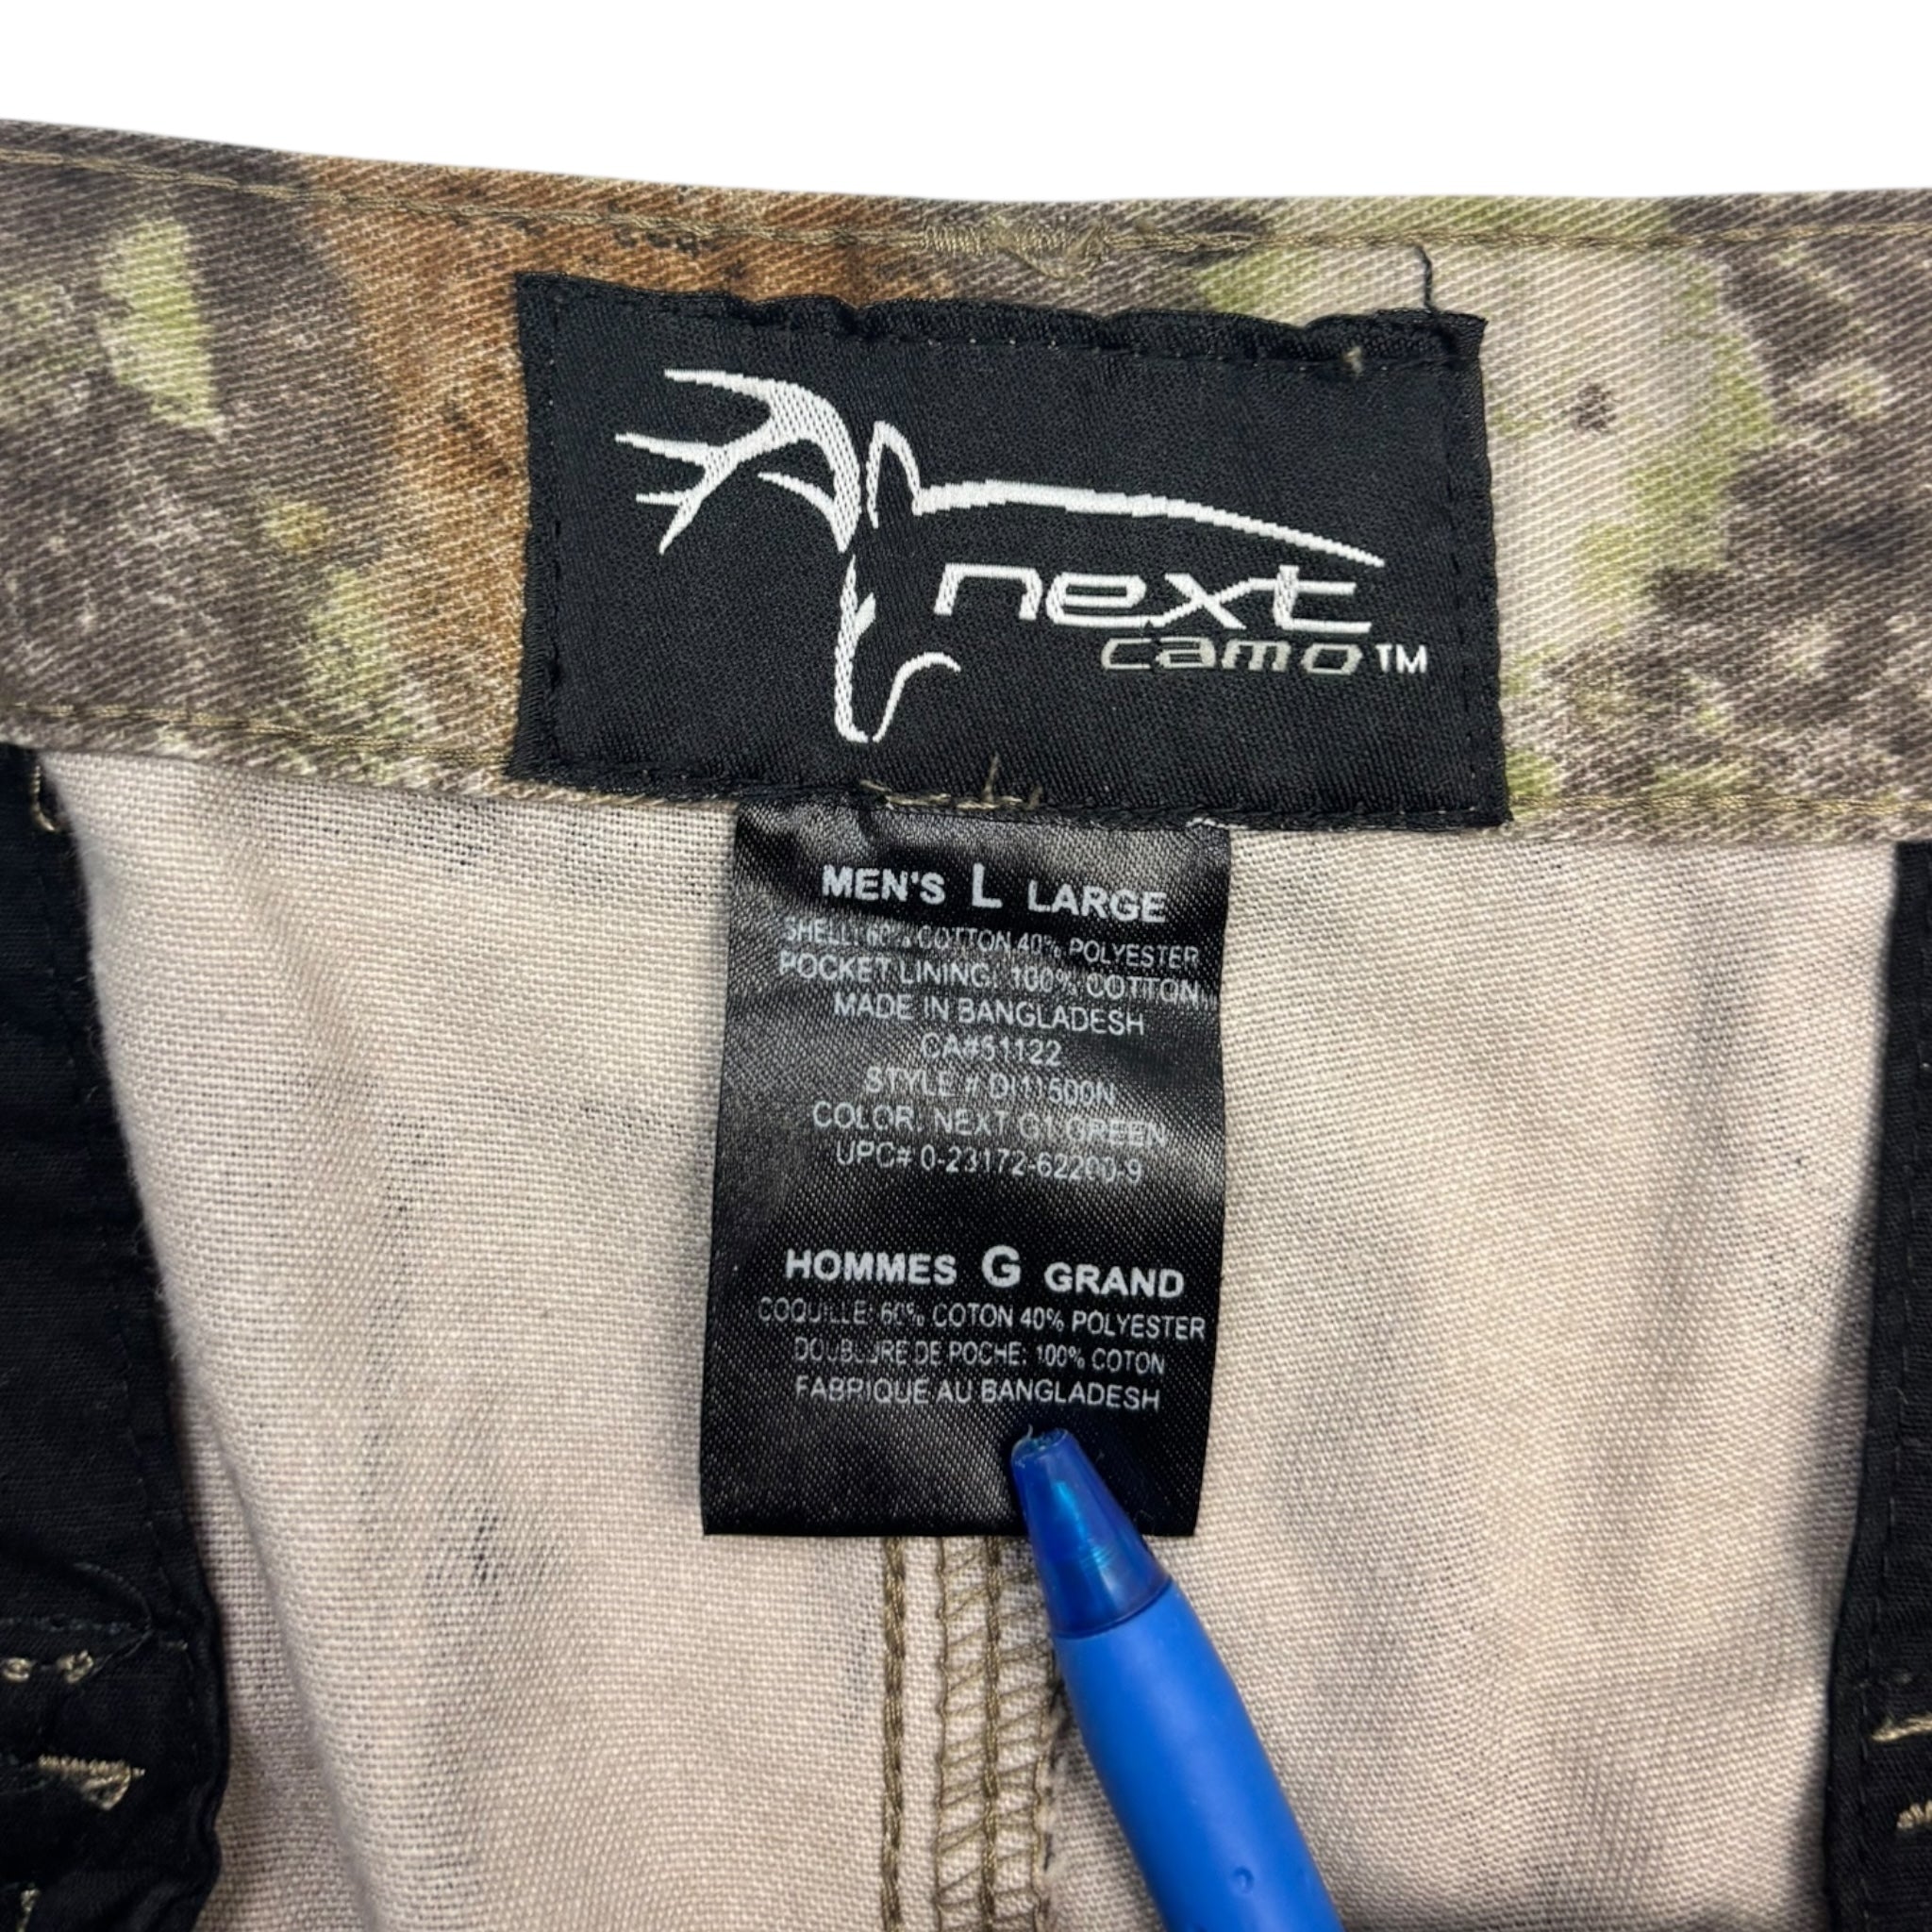 next
camo™
MEN'S L LARGE
SHELL: 60% COTTON 40% POLYESTER
POCKET LINING: 100% COTTON
MADE IN BANGLADESH
CA#51122
STYLE # DI11500N
COLOR: NEXT G1 GREEN
UPC# 0-23172-62200-9
HOMMES G GRAND
COQUILLE: 60% COTON 40% POLYESTER
DOUBLURE DE POCHE: 100% COTON
FABRIQUE AU BANGLADESH